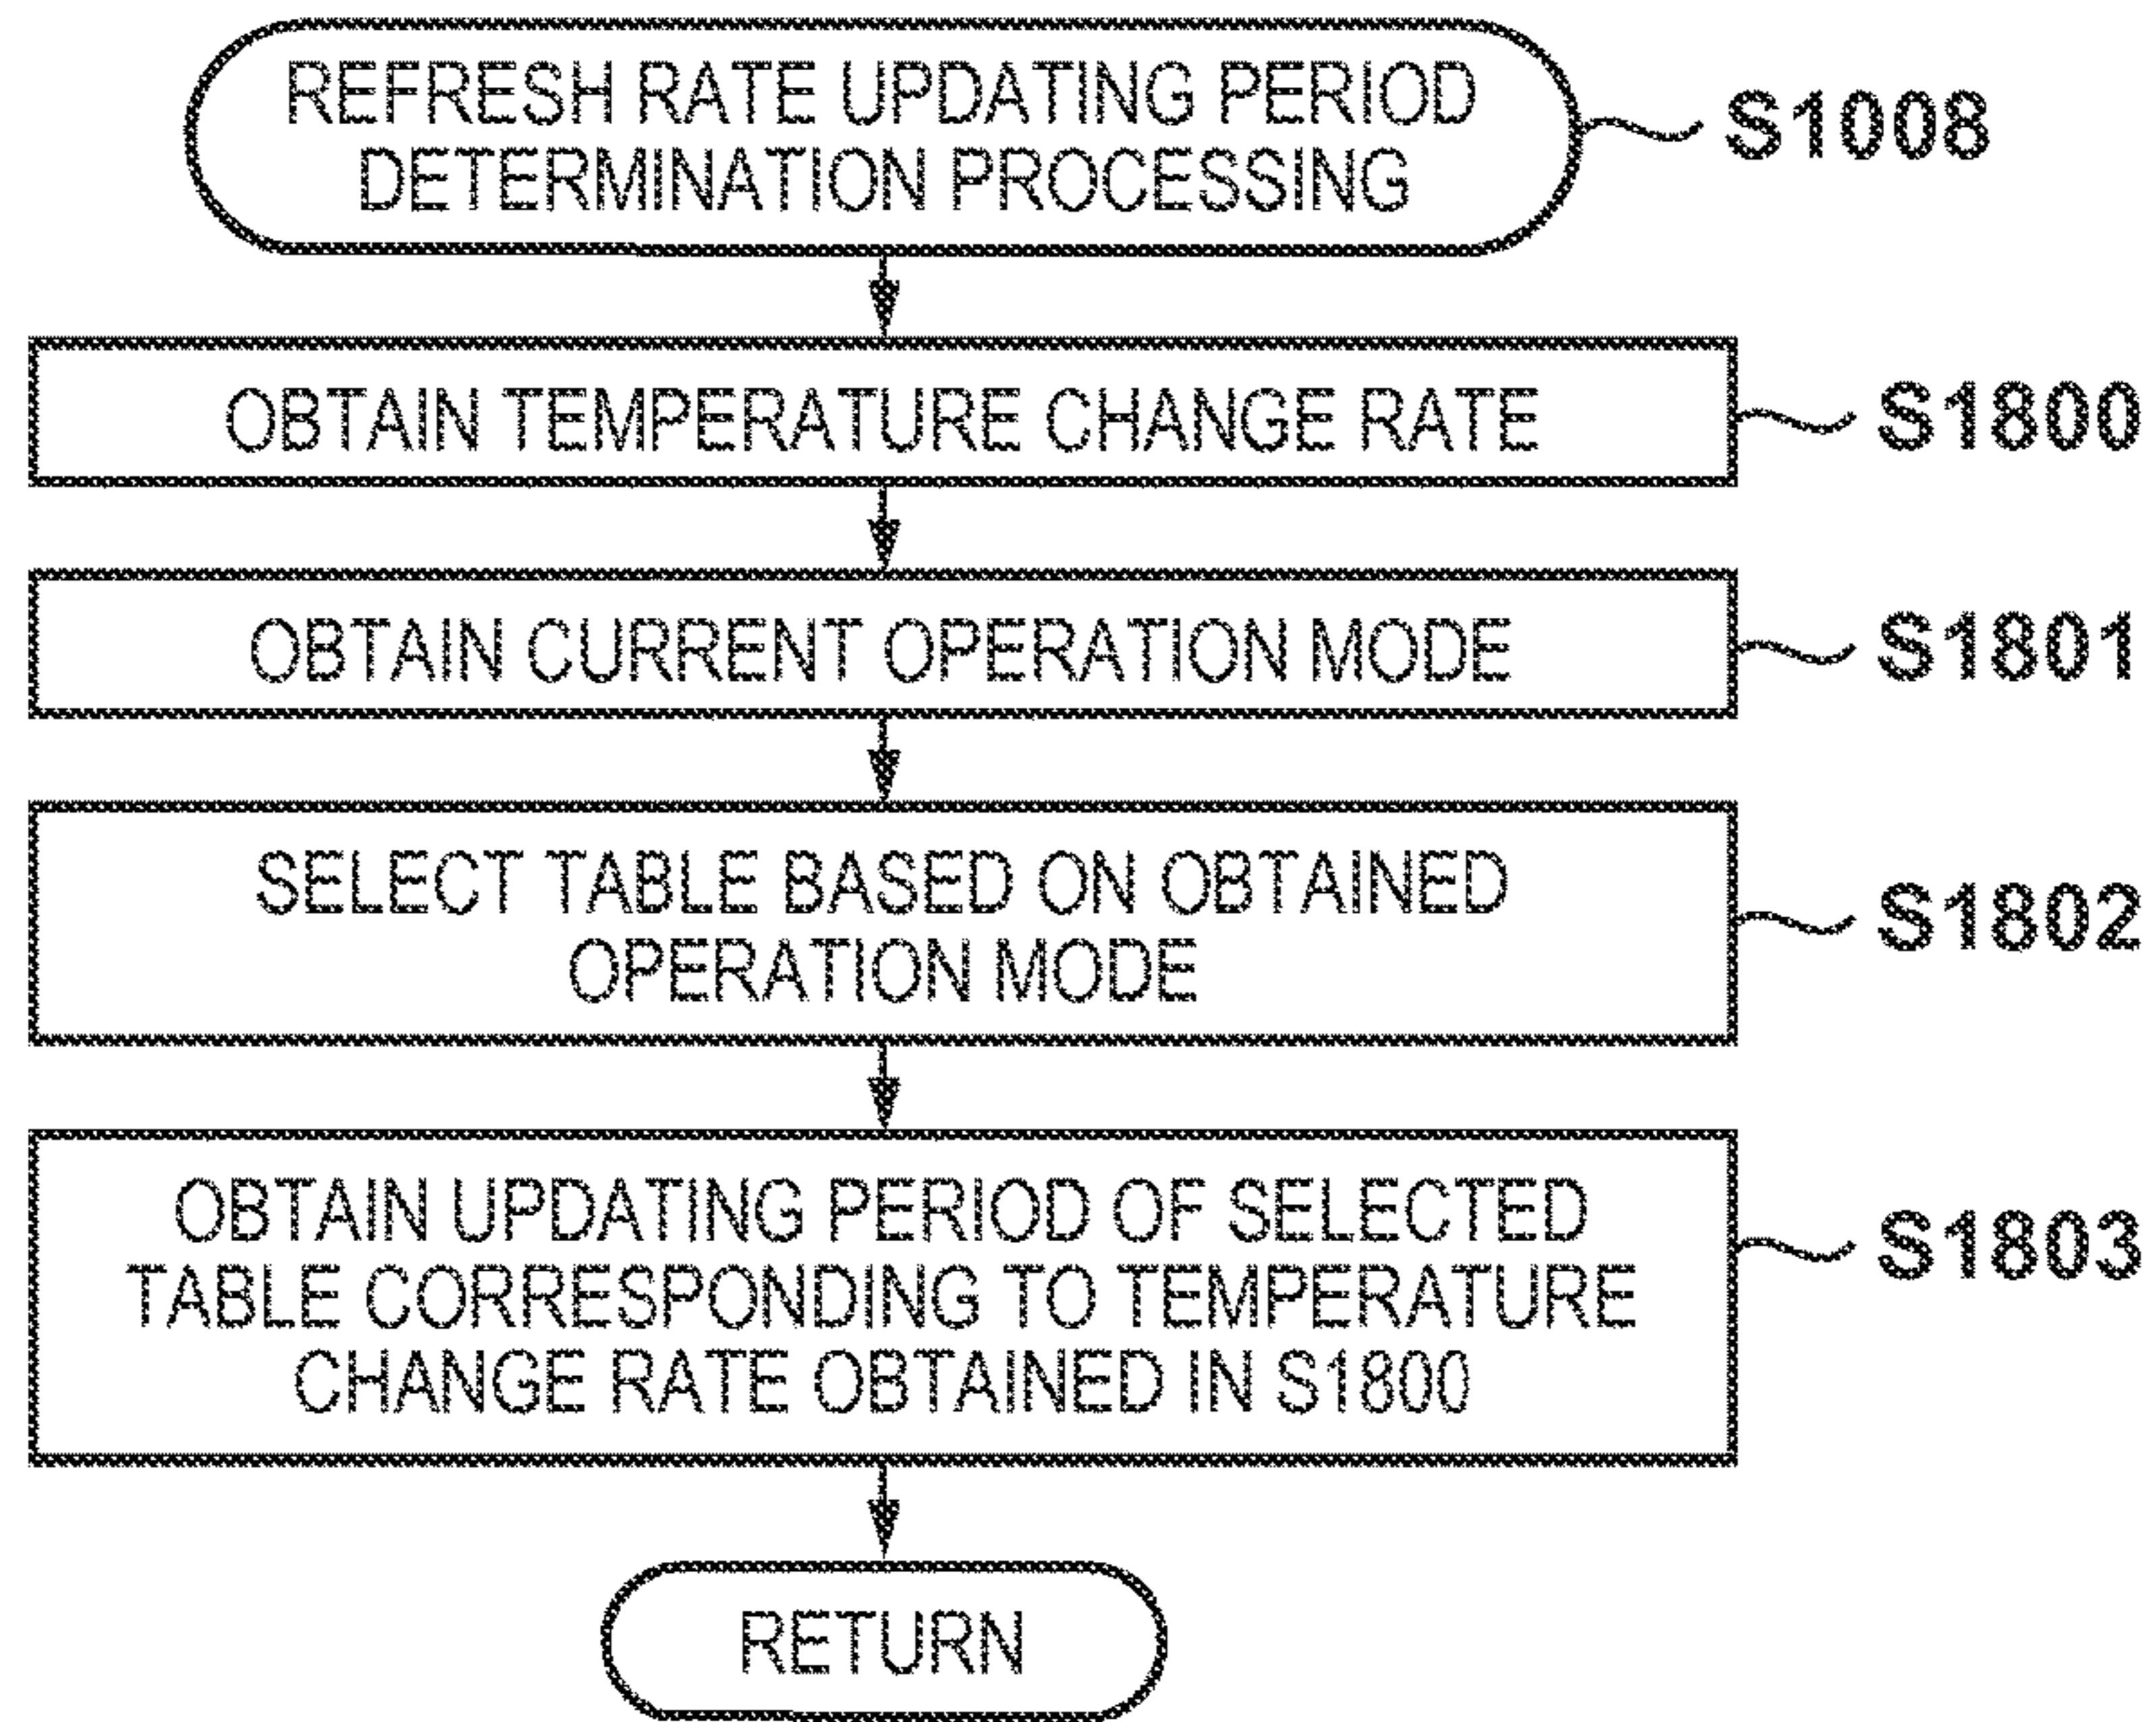 REFRESH RATE UPDATING PERIOD
DETERMINATION PROCESSING
S1008
OBTAIN TEMPERATURE CHANGE RATE
S1800
OBTAIN CURRENT OPERATION MODE
S1801
SELECT TABLE BASED ON OBTAINED
OPERATION MODE
S1802
OBTAIN UPDATING PERIOD OF SELECTED
TABLE CORRESPONDING TO TEMPERATURE
CHANGE RATE OBTAINED IN S1800
S1803
RETURN